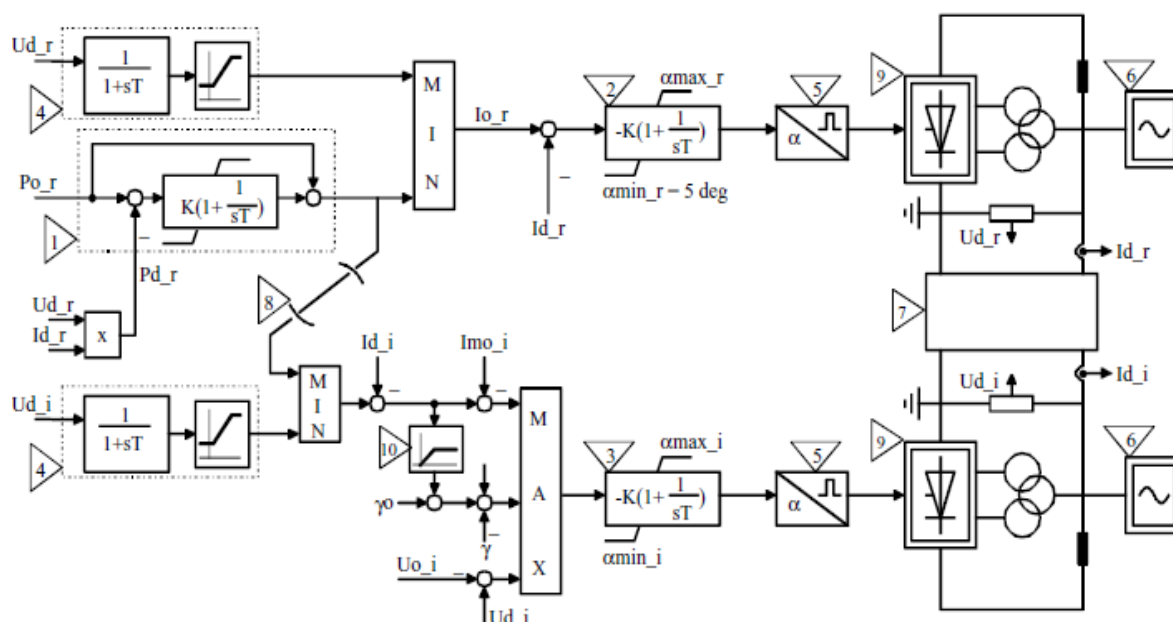 Ud_r
1
1+sT
4
M
I
N
Io_r
–
Id_r
2
αmax_r
-K(1+ 1
sT)
αmin_r = 5 deg
5
α
9
6
Po_r
K(1+ 1
sT)
–
1
Pd_r
Ud_r
Id_r
x
8
Ud_r
Id_r
7
Ud_i
1
1+sT
4
M
I
N
Id_i
–
Imo_i
–
10
γo
–
γ
Uo_i
–
Ud_i
M
A
X
3
αmax_i
-K(1+ 1
sT)
αmin_i
5
α
9
6
Ud_i
Id_i